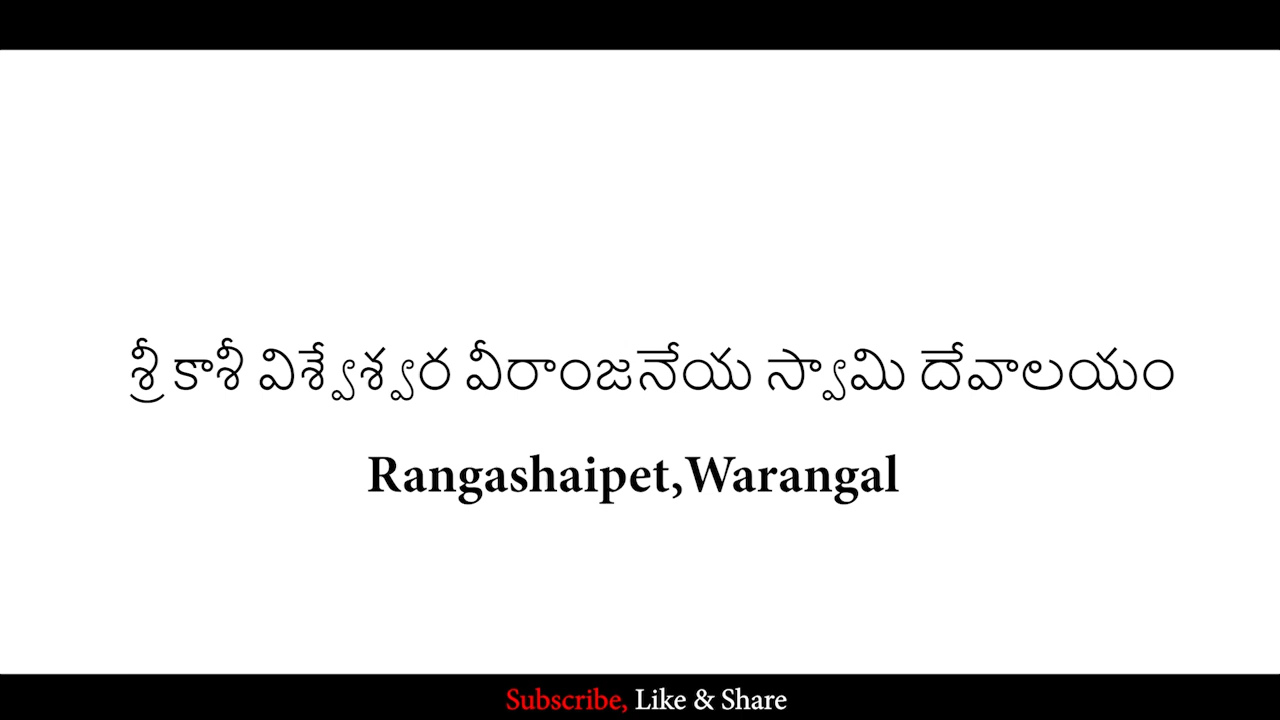 శ్రీ కాశీ విశ్వేశ్వర వీరాంజనేయ స్వామి దేవాలయం
Rangashaipet,Warangal
Subscribe, Like & Share